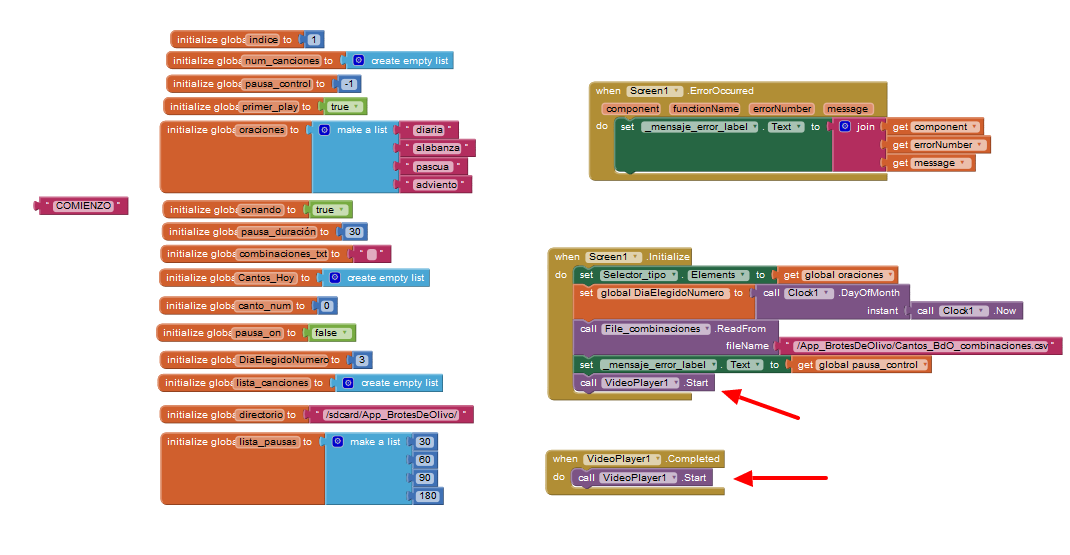 initialize global indice to 1
initialize global num_canciones to create empty list
initialize global pausa_control to -1
initialize global primer_play to true
initialize global oraciones to make a list " diaria "
" alabanza "
" pascua "
" adviento "
" COMIENZO "
initialize global sonando to true
initialize global pausa_duración to 30
initialize global combinaciones_txt to " "
initialize global Cantos_Hoy to create empty list
initialize global canto_num to 0
initialize global pausa_on to false
initialize global DiaElegidoNumero to 3
initialize global lista_canciones to create empty list
initialize global directorio to " /sdcard/App_BrotesDeOlivo/ "
initialize global lista_pausas to make a list 30
60
90
180
when Screen1 .ErrorOccurred
component functionName errorNumber message
do set _mensaje_error_label . Text to join get component
get errorNumber
get message
when Screen1 .Initialize
do set Selector_tipo . Elements to get global oraciones
set global DiaElegidoNumero to call Clock1 .DayOfMonth
instant call Clock1 .Now
call File_combinaciones .ReadFrom
fileName " /App_BrotesDeOlivo/Cantos_BdO_combinaciones.csv "
set _mensaje_error_label . Text to get global pausa_control
call VideoPlayer1 .Start
when VideoPlayer1 .Completed
do call VideoPlayer1 .Start